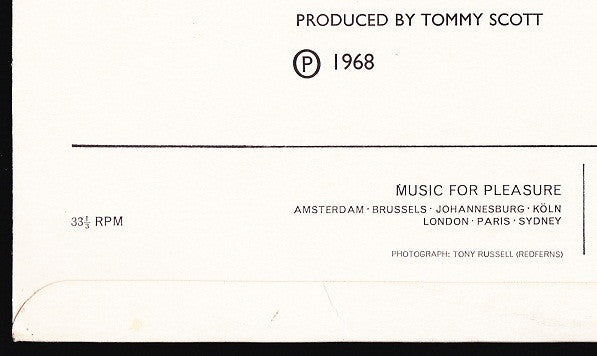 PRODUCED BY TOMMY SCOTT
Ⓟ 1968
MUSIC FOR PLEASURE
AMSTERDAM · BRUSSELS · JOHANNESBURG · KÖLN
LONDON · PARIS · SYDNEY
33⅓ RPM
PHOTOGRAPH: TONY RUSSELL (REDFERNS)